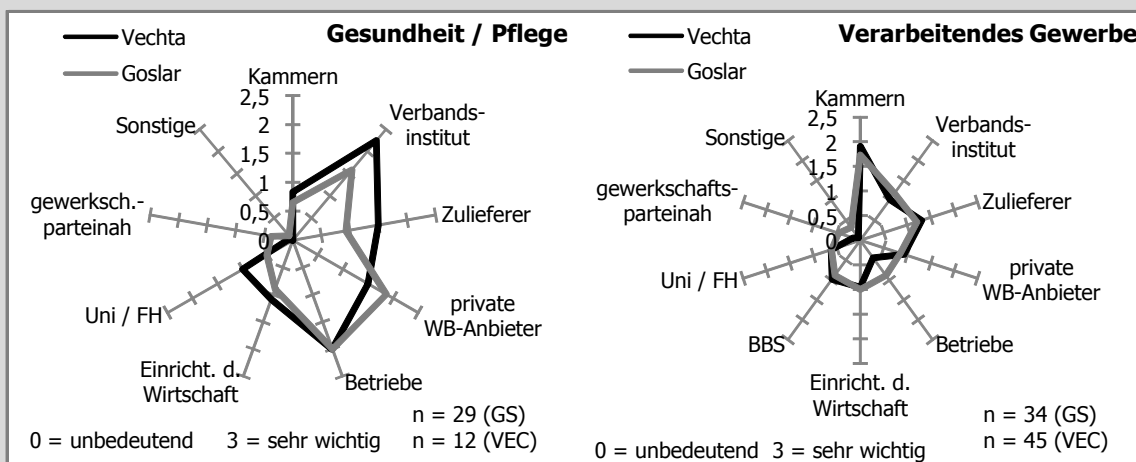 Vechta
Goslar
Gesundheit / Pflege
Kammern
2,5
2
1,5
1
0,5
0
Verbands-
institut
Zulieferer
private
WB-Anbieter
Betriebe
Einricht. d.
Wirtschaft
Uni / FH
gewerksch.-
parteinah
Sonstige
n = 29 (GS)
0 = unbedeutend 3 = sehr wichtig n = 12 (VEC)
Vechta
Goslar
Verarbeitendes Gewerbe
Kammern
2,5
2
1,5
1
0,5
0
Verbands-
institut
Zulieferer
private
WB-Anbieter
Betriebe
Einricht. d.
Wirtschaft
BBS
Uni / FH
gewerkschafts-
parteinah
Sonstige
n = 34 (GS)
n = 45 (VEC)
0 = unbedeutend 3 = sehr wichtig